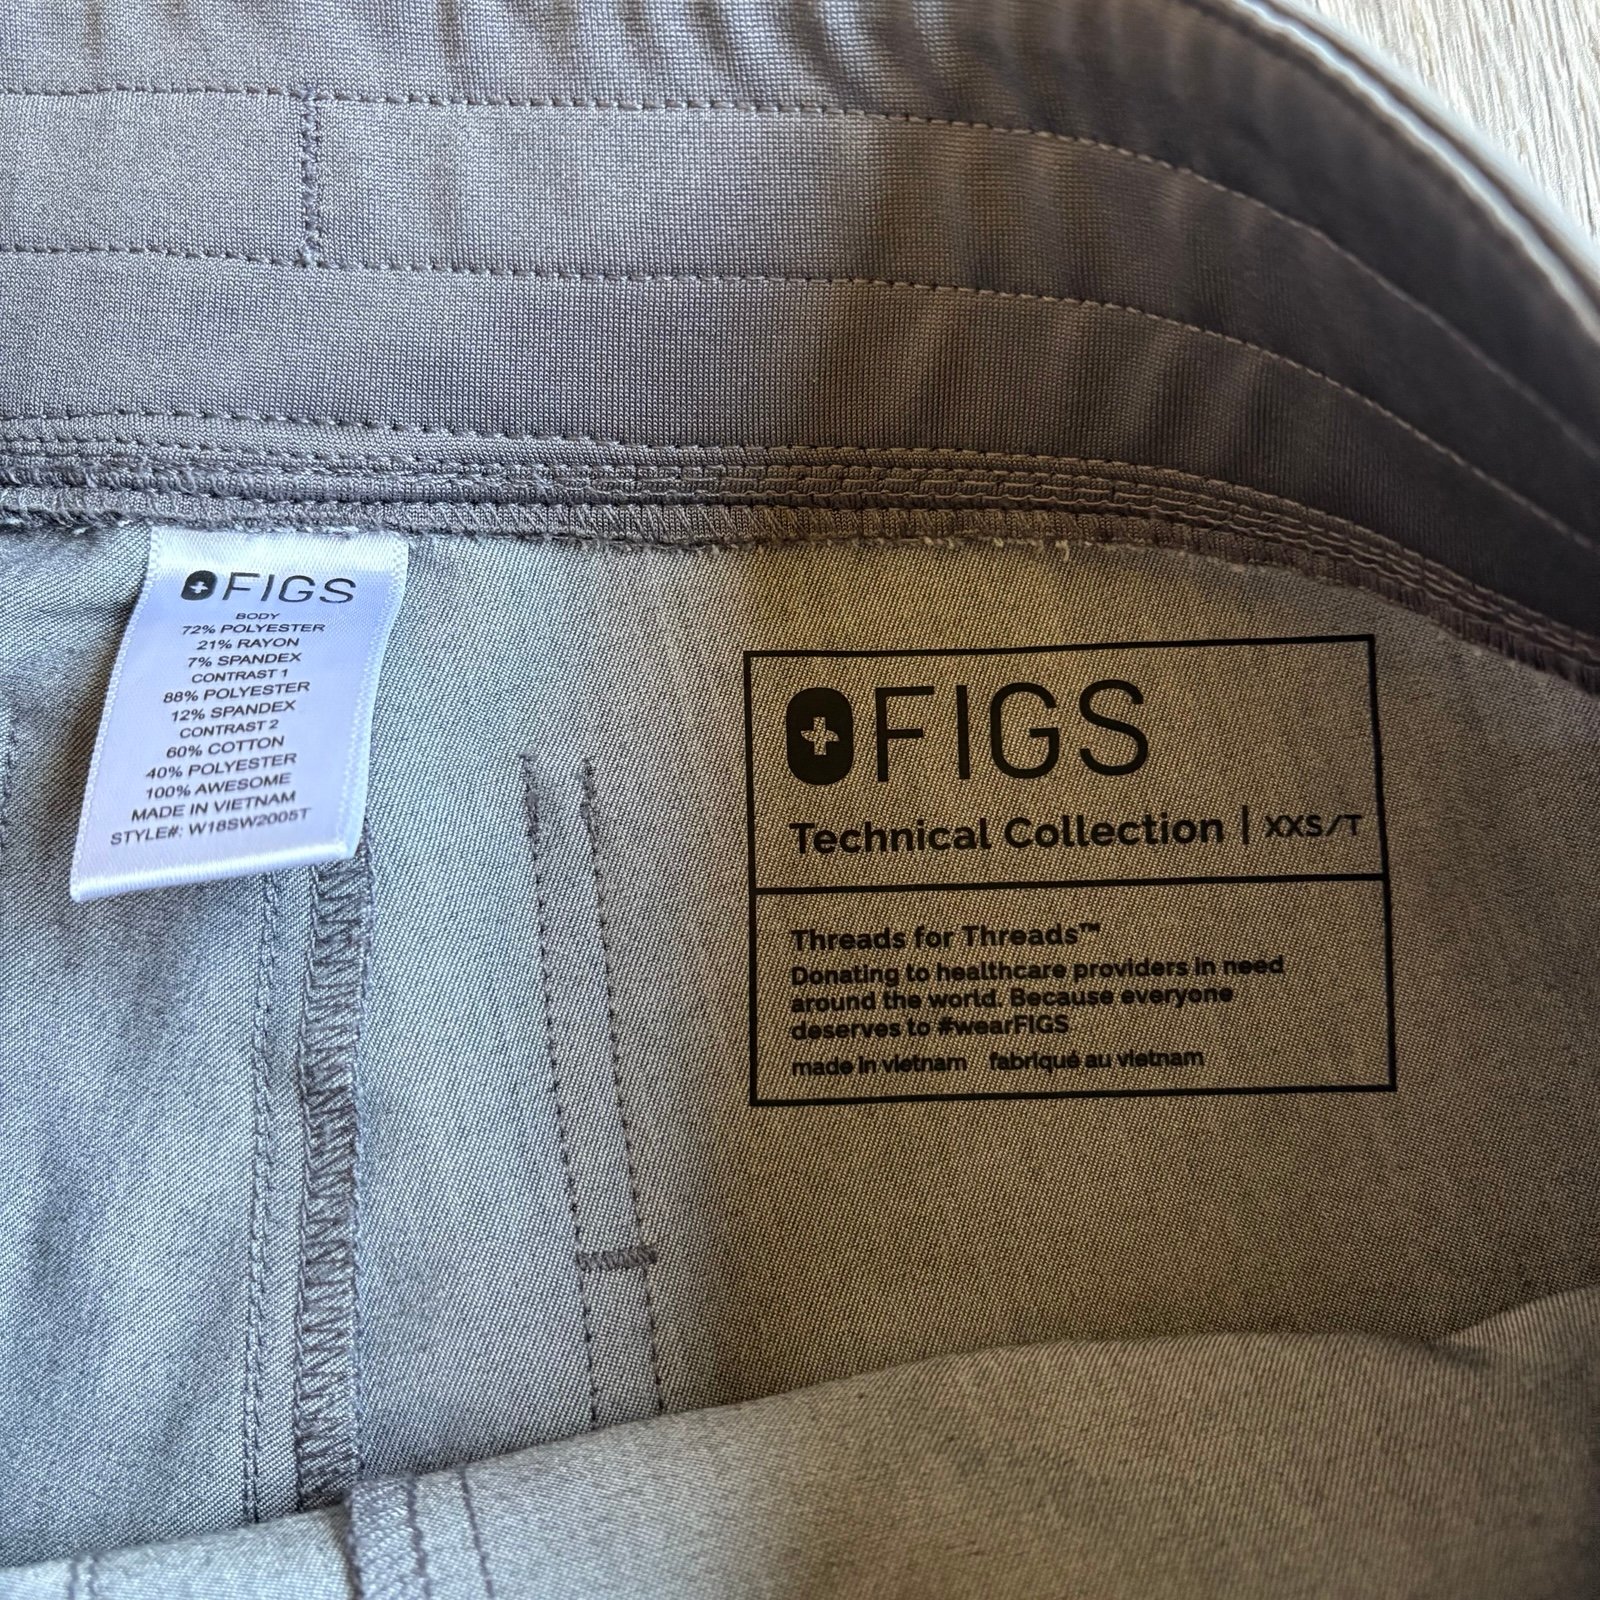 FIGS
BODY
72% POLYESTER
21% RAYON
7% SPANDEX
CONTRAST 1
88% POLYESTER
12% SPANDEX
CONTRAST 2
60% COTTON
40% POLYESTER
100% AWESOME
MADE IN VIETNAM
STYLE#: W18SW2005T
FIGS
Technical Collection | XXS/T
Threads for Threads™
Donating to healthcare providers in need
around the world. Because everyone
deserves to #wearFIGS
made in vietnam fabriqué au vietnam